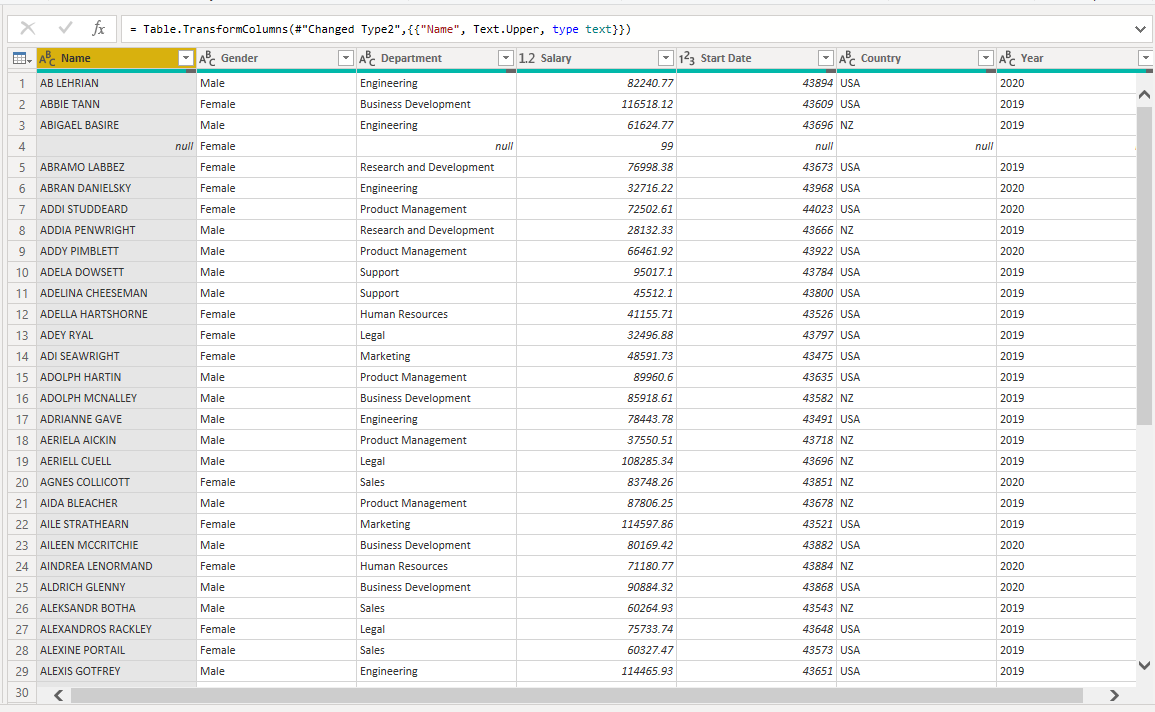 fx = Table.TransformColumns(#"Changed Type2",{{"Name", Text.Upper, type text}})
ABC Name ABC Gender ABC Department 1.2 Salary 123 Start Date ABC Country ABC Year
1 AB LEHRIAN Male Engineering 82240.77 43894 USA 2020
2 ABBIE TANN Female Business Development 116518.12 43609 USA 2019
3 ABIGAEL BASIRE Male Engineering 61624.77 43696 NZ 2019
4 null Female null 99 null null
5 ABRAMO LABBEZ Female Research and Development 76998.38 43673 USA 2019
6 ABRAN DANIELSKY Female Engineering 32716.22 43968 USA 2020
7 ADDI STUDDEARD Female Product Management 72502.61 44023 USA 2020
8 ADDIA PENWRIGHT Male Research and Development 28132.33 43666 NZ 2019
9 ADDY PIMBLETT Male Product Management 66461.92 43922 USA 2020
10 ADELA DOWSETT Male Support 95017.1 43784 USA 2019
11 ADELINA CHEESEMAN Male Support 45512.1 43800 USA 2019
12 ADELLA HARTSHORNE Female Human Resources 41155.71 43526 USA 2019
13 ADEY RYAL Female Legal 32496.88 43797 USA 2019
14 ADI SEAWRIGHT Female Marketing 48591.73 43475 USA 2019
15 ADOLPH HARTIN Male Product Management 89960.6 43635 USA 2019
16 ADOLPH MCNALLEY Male Business Development 85918.61 43582 NZ 2019
17 ADRIANNE GAVE Male Engineering 78443.78 43491 USA 2019
18 AERIELA AICKIN Male Product Management 37550.51 43718 NZ 2019
19 AERIELL CUELL Male Legal 108285.34 43696 NZ 2019
20 AGNES COLLICOTT Female Sales 83748.26 43851 NZ 2020
21 AIDA BLEACHER Male Product Management 87806.25 43678 NZ 2019
22 AILE STRATHEARN Female Marketing 114597.86 43521 USA 2019
23 AILEEN MCCRITCHIE Male Business Development 80169.42 43882 USA 2020
24 AINDREA LENORMAND Female Human Resources 71180.77 43884 NZ 2020
25 ALDRICH GLENNY Male Business Development 90884.32 43868 USA 2020
26 ALEKSANDR BOTHA Male Sales 60264.93 43543 NZ 2019
27 ALEXANDROS RACKLEY Female Legal 75733.74 43648 USA 2019
28 ALEXINE PORTAIL Female Sales 60327.47 43573 USA 2019
29 ALEXIS GOTFREY Male Engineering 114465.93 43651 USA 2019
30